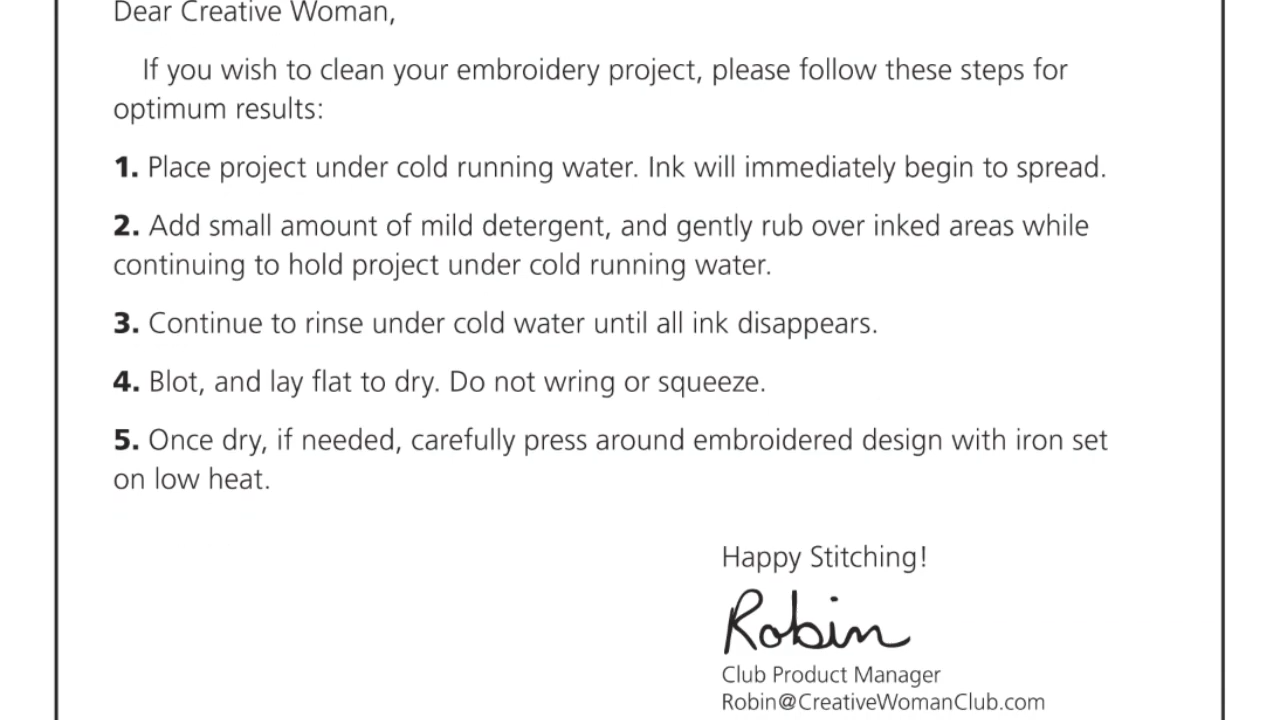 Dear Creative Woman,
If you wish to clean your embroidery project, please follow these steps for
optimum results:
1. Place project under cold running water. Ink will immediately begin to spread.
2. Add small amount of mild detergent, and gently rub over inked areas while
continuing to hold project under cold running water.
3. Continue to rinse under cold water until all ink disappears.
4. Blot, and lay flat to dry. Do not wring or squeeze.
5. Once dry, if needed, carefully press around embroidered design with iron set
on low heat.
Happy Stitching!
Robin
Club Product Manager
Robin@CreativeWomanClub.com